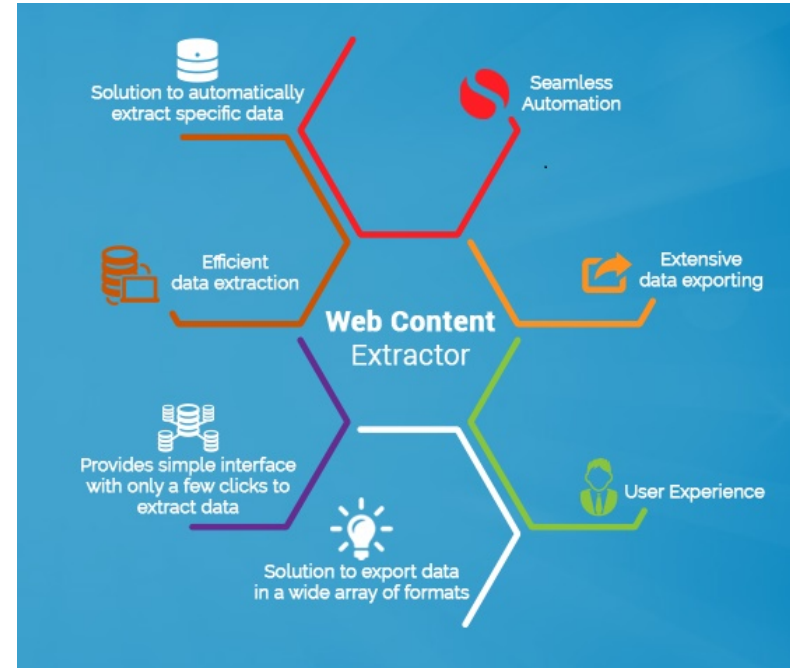 Solution to automatically
extract specific data
Seamless
Automation
Efficient
data extraction
Extensive
data exporting
Web Content
Extractor
Provides simple interface
with only a few clicks to
extract data
User Experience
Solution to export data
in a wide array of formats